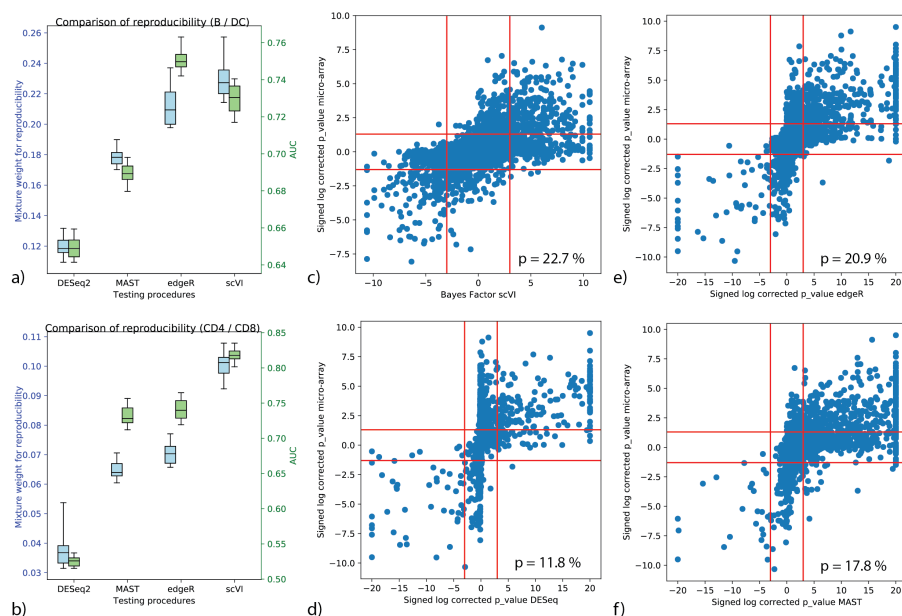 Comparison of reproducibility (B / DC)
Mixture weight for reproducibility
0.26
0.24
0.22
0.20
0.18
0.16
0.14
0.12
0.76
0.74
0.72
0.70
0.68
0.66
0.64
AUC
DESeq2 MAST edgeR scVI
Testing procedures
a)
Signed log corrected p_value micro-array
10.0
7.5
5.0
2.5
0.0
−2.5
−5.0
−7.5
−10 −5 0 5 10
Bayes Factor scVI
p = 22.7 %
c)
Signed log corrected p_value micro-array
10.0
7.5
5.0
2.5
0.0
−2.5
−5.0
−7.5
−10.0
−20 −15 −10 −5 0 5 10 15 20
Signed log corrected p_value edgeR
p = 20.9 %
e)
Comparison of reproducibility (CD4 / CD8)
Mixture weight for reproducibility
0.11
0.10
0.09
0.08
0.07
0.06
0.05
0.04
0.03
0.85
0.80
0.75
0.70
0.65
0.60
0.55
0.50
AUC
DESeq2 MAST edgeR scVI
Testing procedures
b)
Signed log corrected p_value micro-array
10.0
7.5
5.0
2.5
0.0
−2.5
−5.0
−7.5
−10.0
−20 −15 −10 −5 0 5 10 15 20
Signed log corrected p_value DESeq
p = 11.8 %
d)
Signed log corrected p_value micro-array
10.0
7.5
5.0
2.5
0.0
−2.5
−5.0
−7.5
−10.0
−20 −15 −10 −5 0 5 10 15 20
Signed log corrected p_value MAST
p = 17.8 %
f)